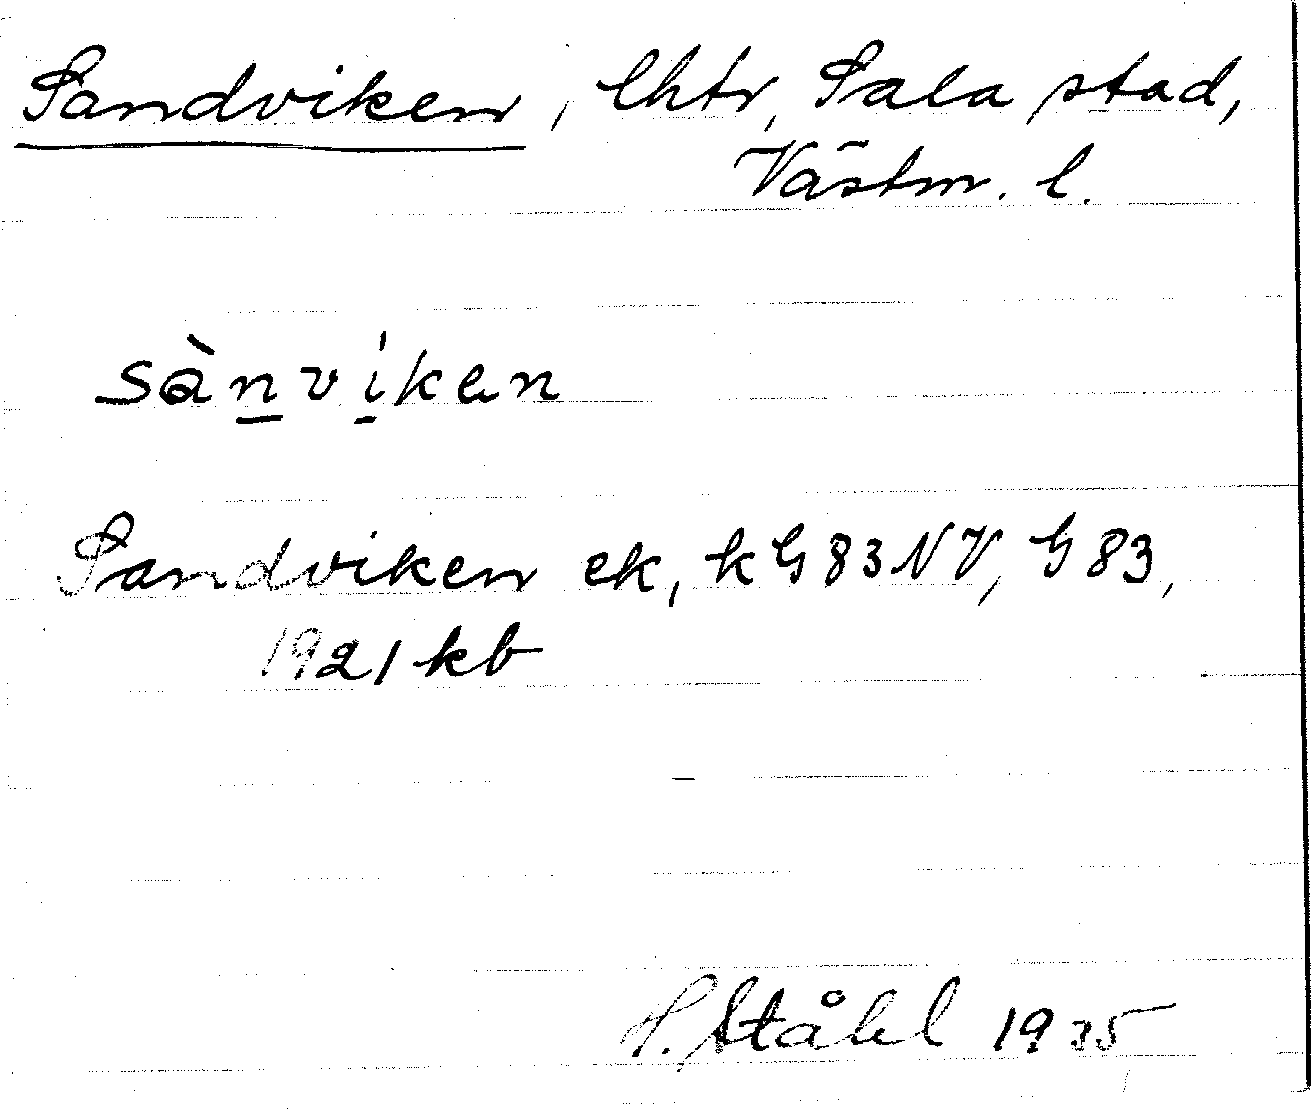 Sandviken, lhtr, Sala stad,
Västm. l.
sànviken
Sandviken ek, kG83NV, G83,
1921 kb
H. Ståhl 1935